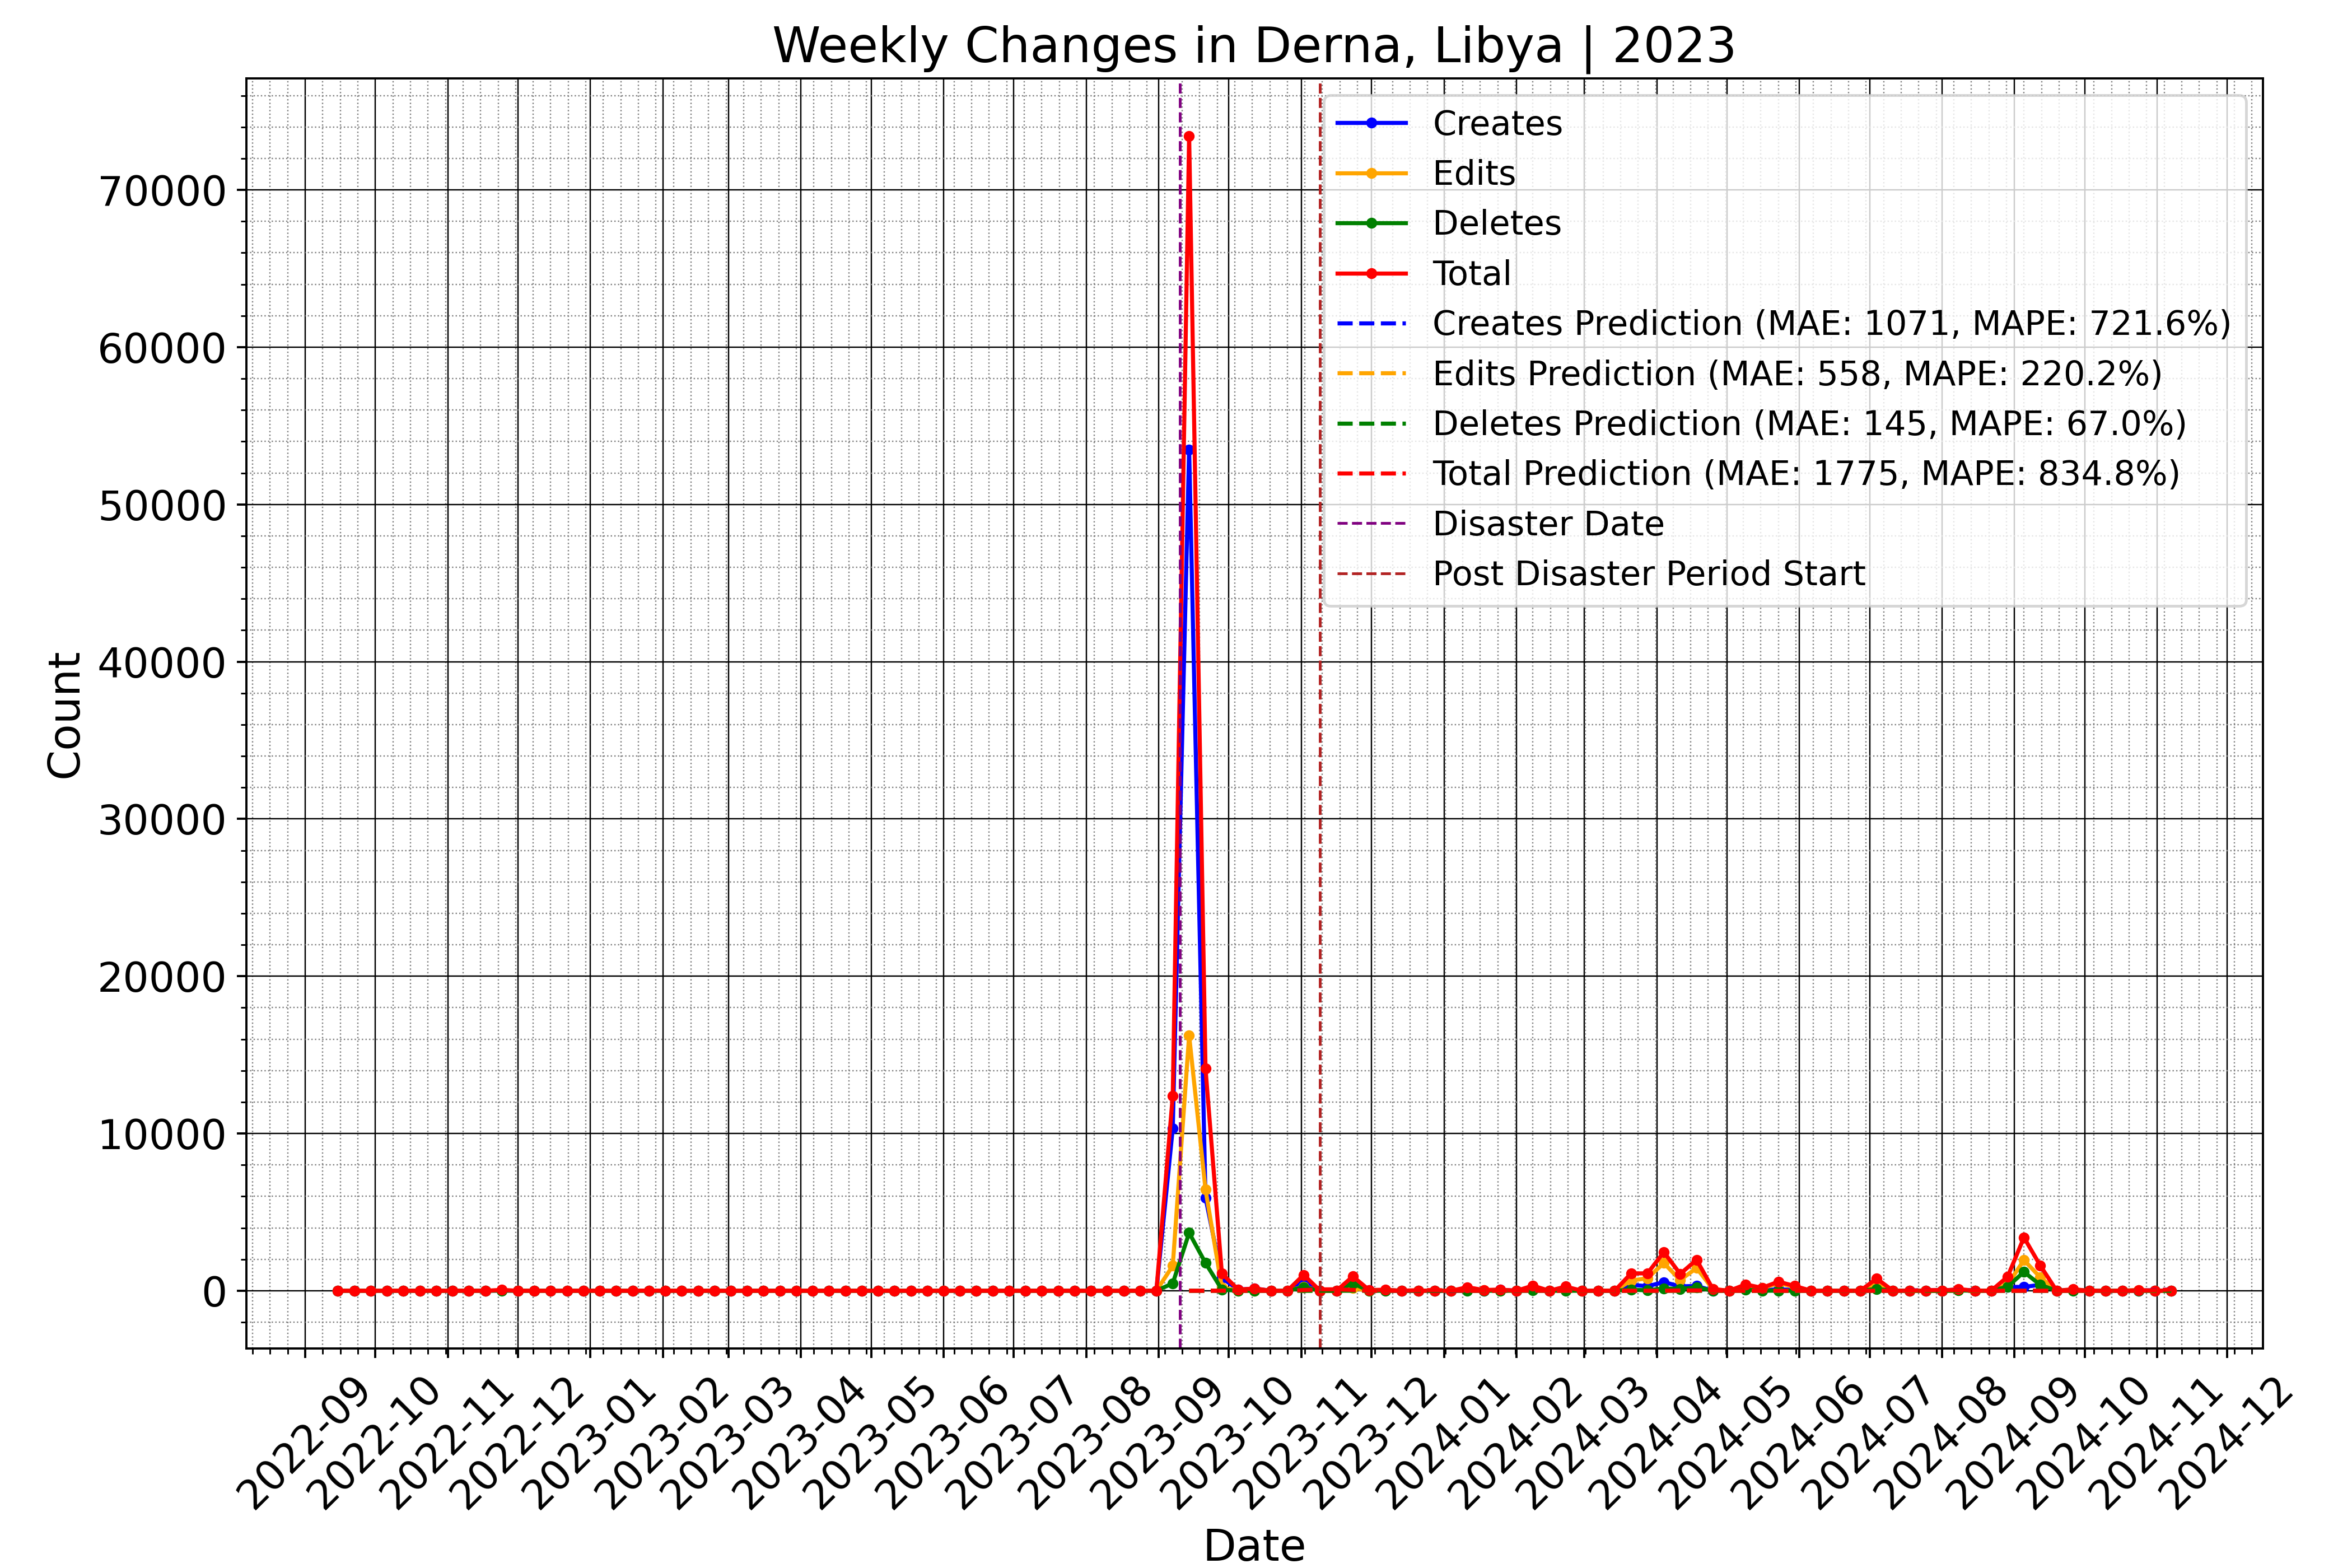 Weekly Changes in Derna, Libya | 2023
Count
70000
60000
50000
40000
30000
20000
10000
0
Creates
Edits
Deletes
Total
Creates Prediction (MAE: 1071, MAPE: 721.6%)
Edits Prediction (MAE: 558, MAPE: 220.2%)
Deletes Prediction (MAE: 145, MAPE: 67.0%)
Total Prediction (MAE: 1775, MAPE: 834.8%)
Disaster Date
Post Disaster Period Start
2022-09
2022-10
2022-11
2022-12
2023-01
2023-02
2023-03
2023-04
2023-05
2023-06
2023-07
2023-08
2023-09
2023-10
2023-11
2023-12
2024-01
2024-02
2024-03
2024-04
2024-05
2024-06
2024-07
2024-08
2024-09
2024-10
2024-11
2024-12
Date